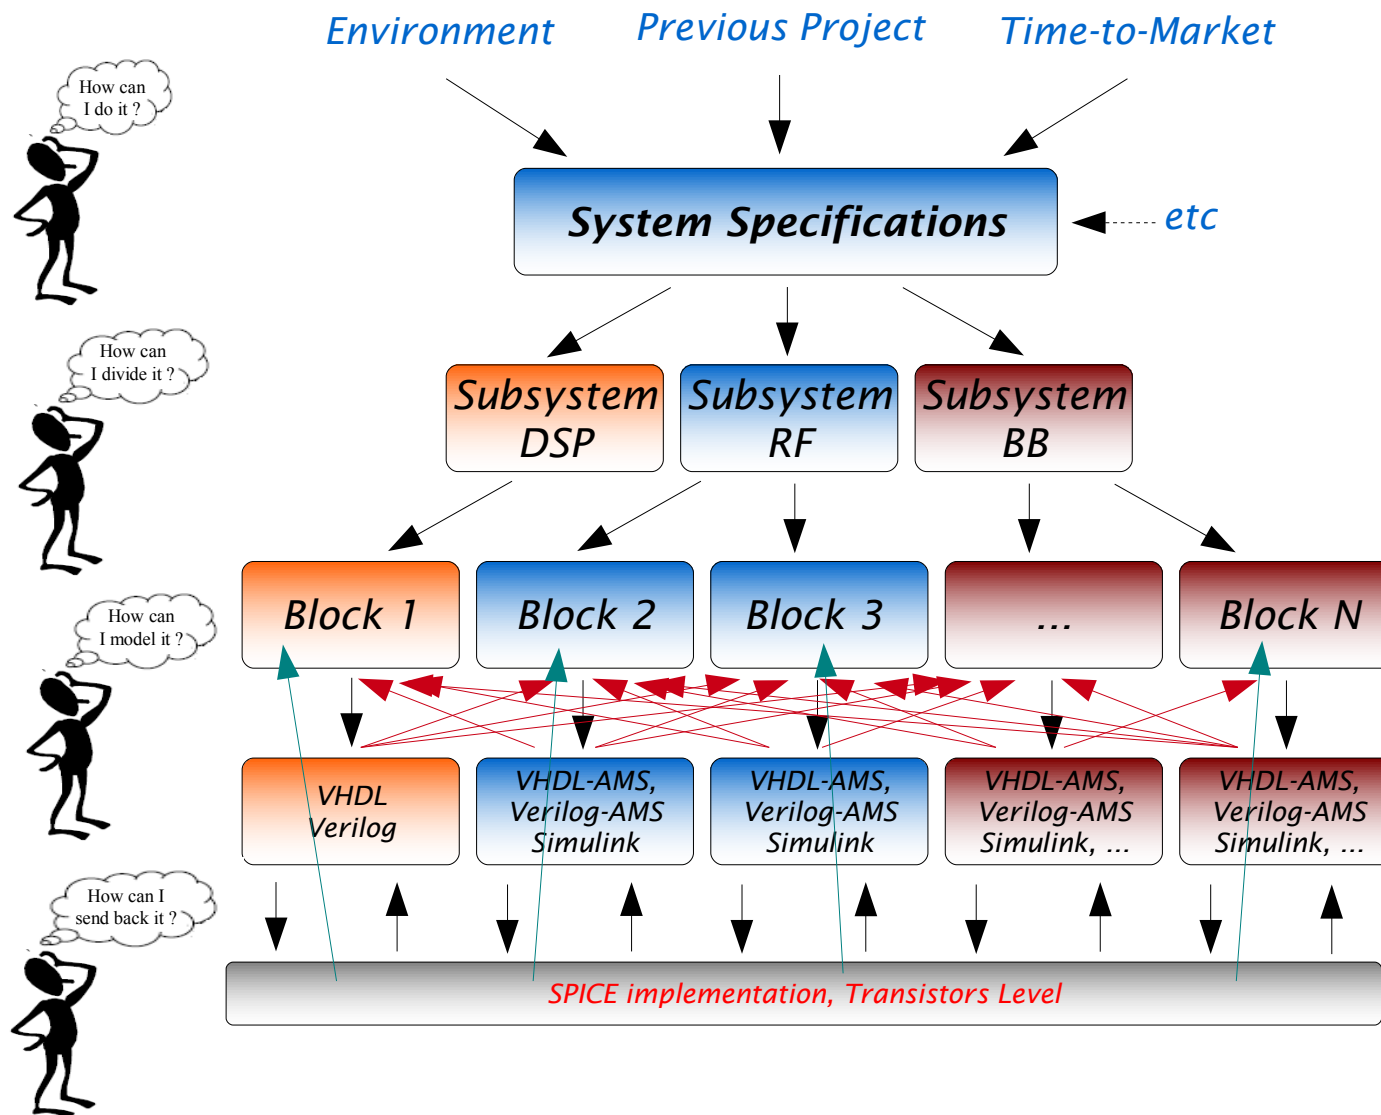 Environment
Previous Project
Time-to-Market
How can
I do it ?
System Specifications
etc
How can
I divide it ?
Subsystem
DSP
Subsystem
RF
Subsystem
BB
How can
I model it ?
Block 1
Block 2
Block 3
...
Block N
VHDL
Verilog
VHDL-AMS,
Verilog-AMS
Simulink
VHDL-AMS,
Verilog-AMS
Simulink
VHDL-AMS,
Verilog-AMS
Simulink, ...
VHDL-AMS,
Verilog-AMS
Simulink, ...
How can I
send back it ?
SPICE implementation, Transistors Level